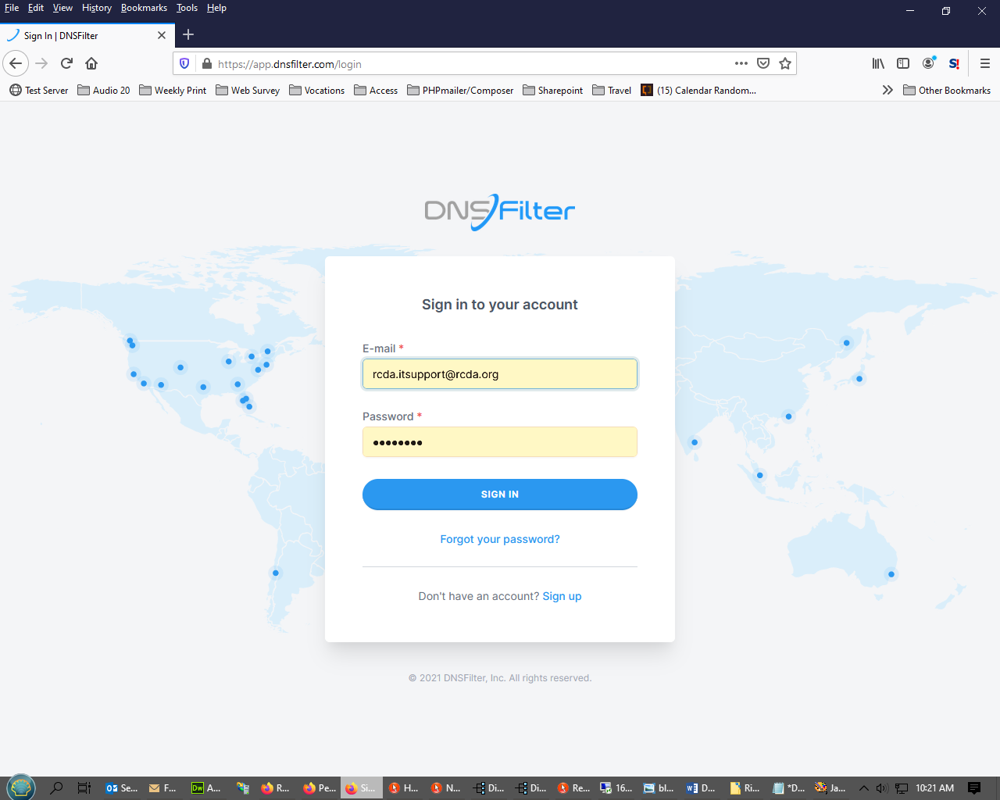 File Edit View History Bookmarks Tools Help
Sign In | DNSFilter
https://app.dnsfilter.com/login
S!
Test Server Audio 20 Weekly Print Web Survey Vocations Access PHPmailer/Composer Sharepoint Travel (15) Calendar Random... Other Bookmarks
DNSFilter
Sign in to your account
E-mail *
rcda.itsupport@rcda.org
Password *
••••••••
SIGN IN
Forgot your password?
Don't have an account? Sign up
© 2021 DNSFilter, Inc. All rights reserved.
Se... F... Dw A... R... Pe... Si... H... N... Di... Di... Re... 16... bl... D... Ri... *D... Ja... 10:21 AM